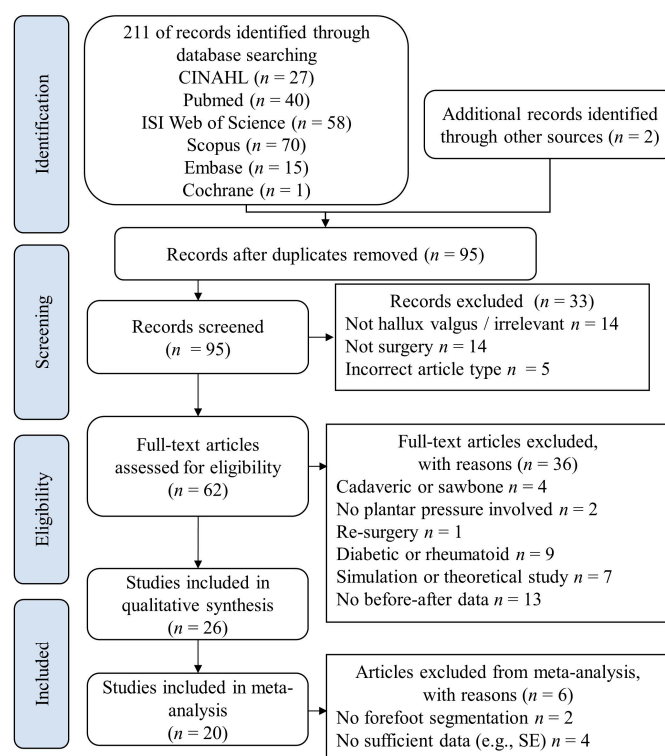 Identification
211 of records identified through
database searching
CINAHL (n = 27)
Pubmed (n = 40)
ISI Web of Science (n = 58)
Scopus (n = 70)
Embase (n = 15)
Cochrane (n = 1)
Additional records identified
through other sources (n = 2)
Records after duplicates removed (n = 95)
Screening
Records screened
(n = 95)
Records excluded (n = 33)
Not hallux valgus / irrelevant n = 14
Not surgery n = 14
Incorrect article type n = 5
Eligibility
Full-text articles
assessed for eligibility
(n = 62)
Full-text articles excluded,
with reasons (n = 36)
Cadaveric or sawbone n = 4
No plantar pressure involved n = 2
Re-surgery n = 1
Diabetic or rheumatoid n = 9
Simulation or theoretical study n = 7
No before-after data n = 13
Studies included in
qualitative synthesis
(n = 26)
Included
Studies included in meta-
analysis
(n = 20)
Articles excluded from meta-analysis,
with reasons (n = 6)
No forefoot segmentation n = 2
No sufficient data (e.g., SE) n = 4